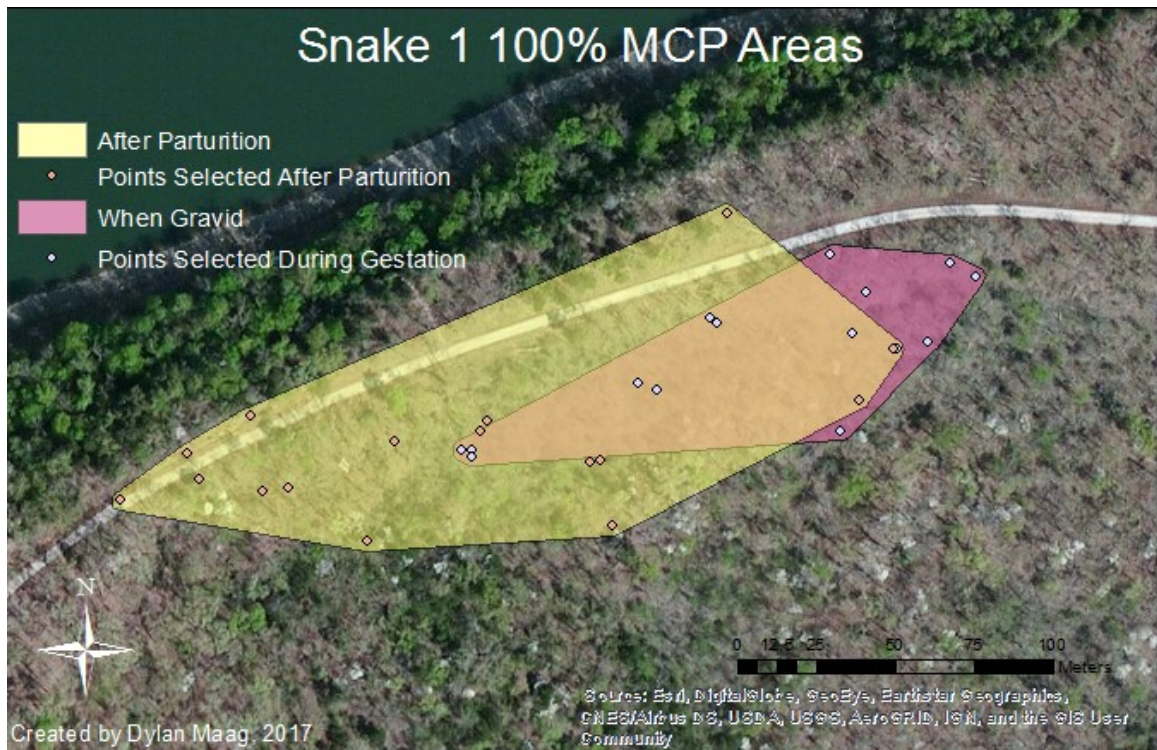 Snake 1 100% MCP Areas
After Parturition
Points Selected After Parturition
When Gravid
Points Selected During Gestation
N
0 12.5 25 50 75 100
Meters
Source: Esri, DigitalGlobe, GeoEye, Earthstar Geographics,
CNES/Airbus DS, USDA, USGS, AeroGRID, IGN, and the GIS User
Community
Created by Dylan Maag, 2017